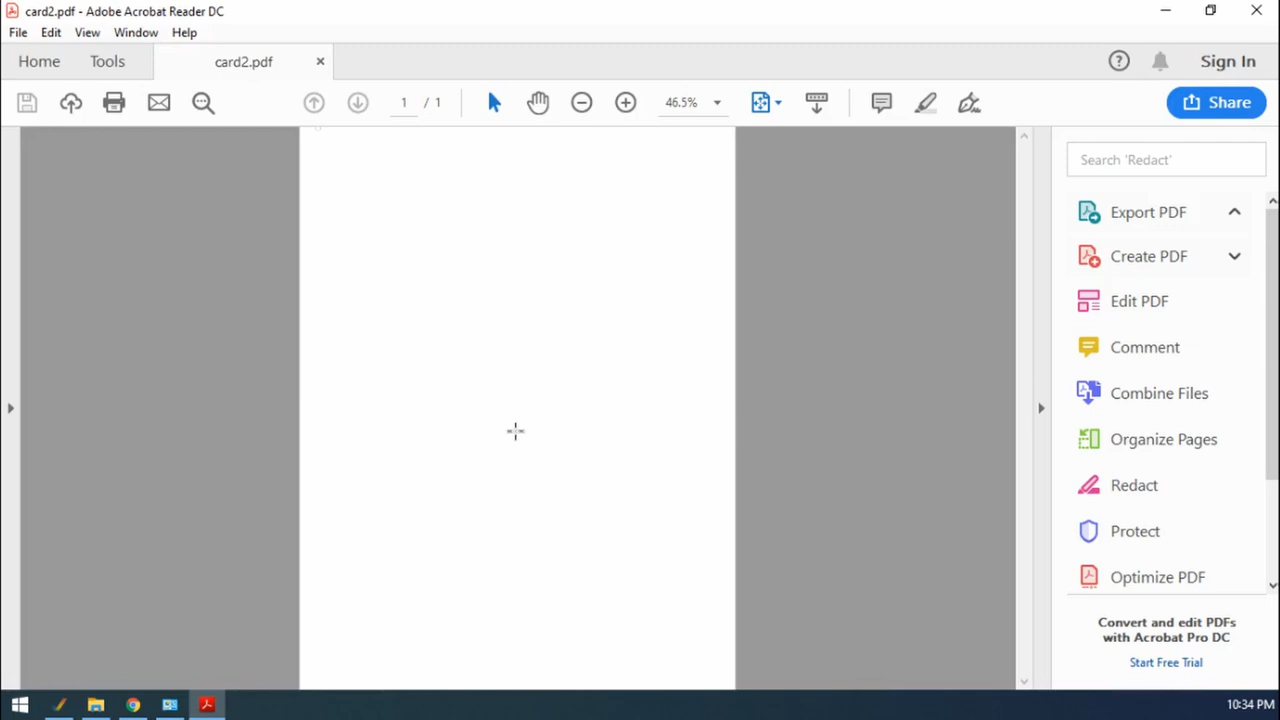 card2.pdf - Adobe Acrobat Reader DC
File Edit View Window Help
Home Tools card2.pdf × Sign In
1 / 1 46.5% Share
Search 'Redact'
Export PDF
Create PDF
Edit PDF
Comment
Combine Files
Organize Pages
Redact
Protect
Optimize PDF
Convert and edit PDFs
with Acrobat Pro DC
Start Free Trial
10:34 PM